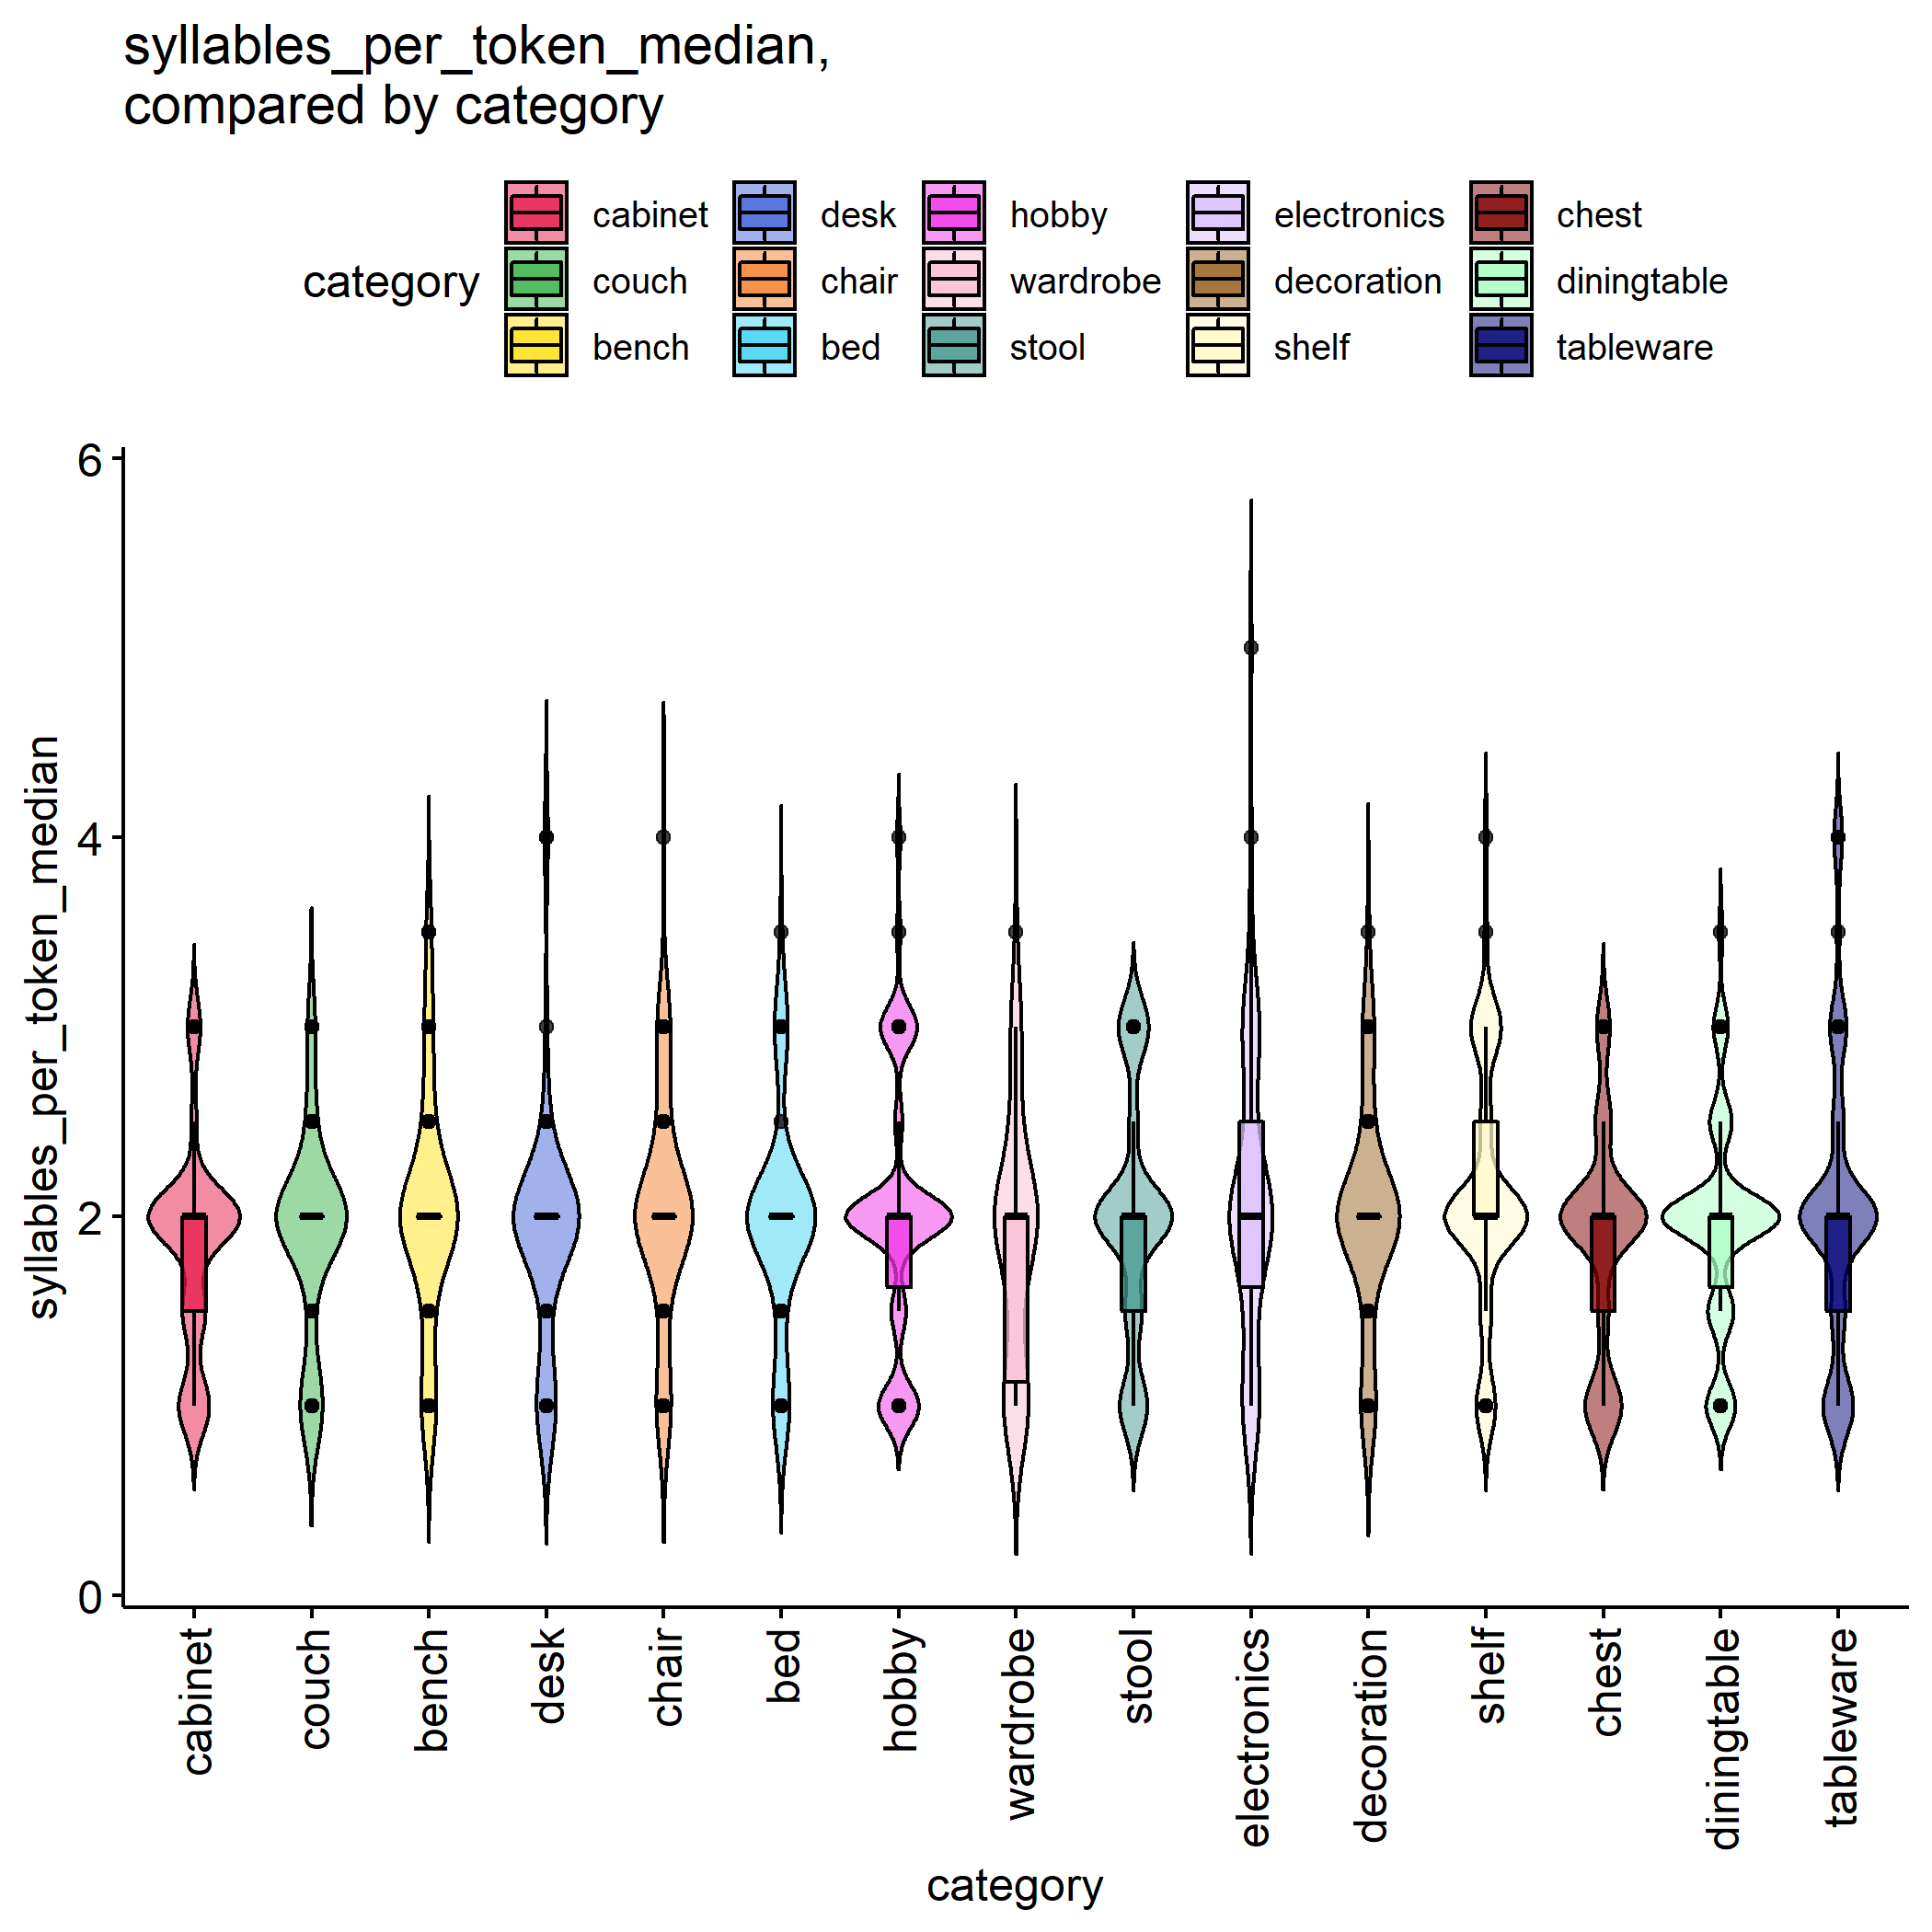 syllables_per_token_median,
compared by category
category
cabinet desk hobby electronics chest
couch chair wardrobe decoration diningtable
bench bed stool shelf tableware
syllables_per_token_median
6
4
2
0
cabinet couch bench desk chair bed hobby wardrobe stool electronics decoration shelf chest diningtable tableware
category